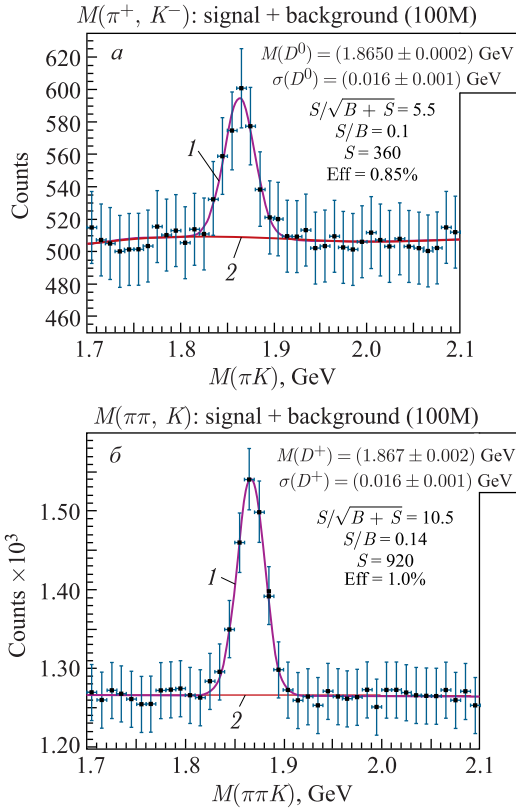 M(π⁺, K⁻): signal + background (100M)
а
M(D⁰) = (1.8650 ± 0.0002) GeV
σ(D⁰) = (0.016 ± 0.001) GeV
S/√B + S = 5.5
S/B = 0.1
S = 360
Eff = 0.85%
1
2
Counts
620
600
580
560
540
520
500
480
460
1.7 1.8 1.9 2.0 2.1
M(πK), GeV
M(ππ, K): signal + background (100M)
б
M(D⁺) = (1.867 ± 0.002) GeV
σ(D⁺) = (0.016 ± 0.001) GeV
S/√B + S = 10.5
S/B = 0.14
S = 920
Eff = 1.0%
1
2
Counts ×10³
1.50
1.40
1.30
1.20
1.7 1.8 1.9 2.0 2.1
M(ππK), GeV